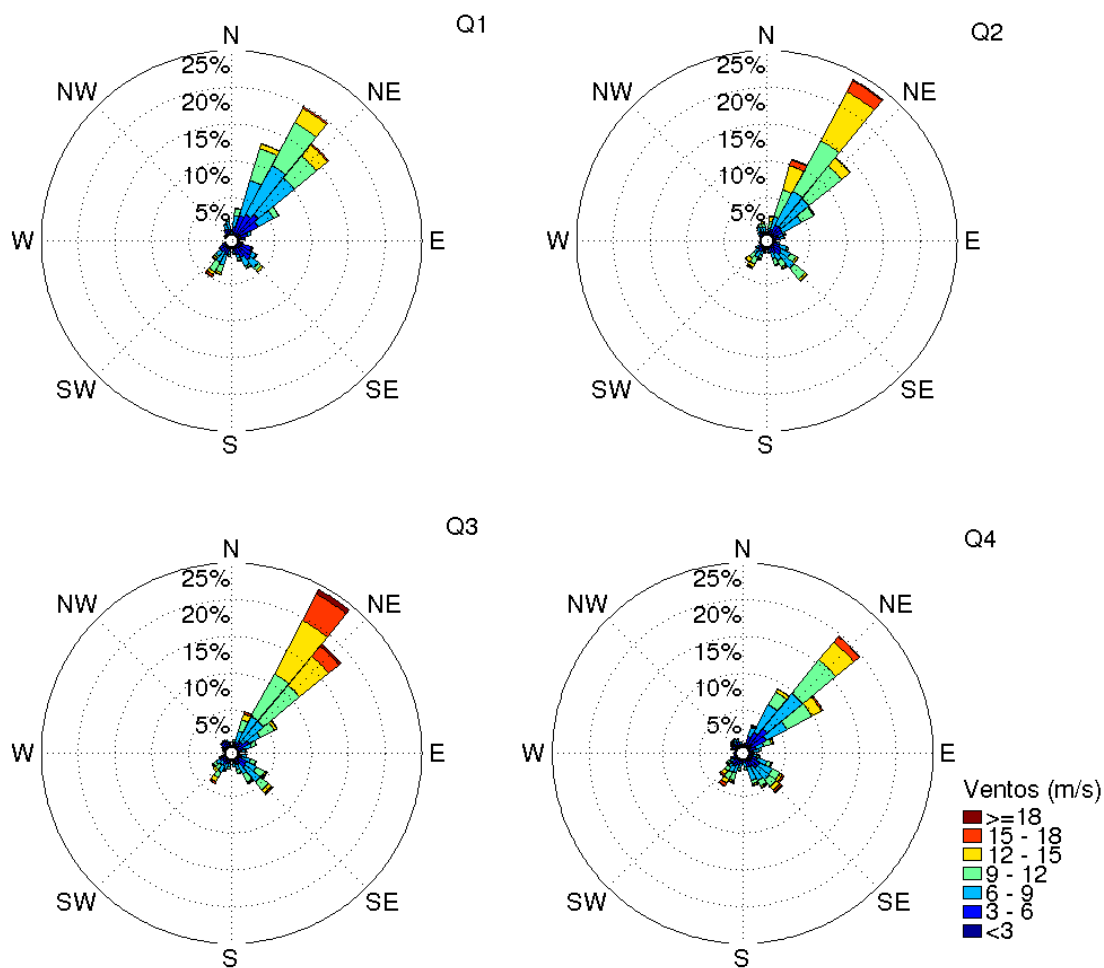 Q1
N
25%
20%
15%
10%
5%
NW
NE
W
E
SW
SE
S
Q2
N
25%
20%
15%
10%
5%
NW
NE
W
E
SW
SE
S
Q3
N
25%
20%
15%
10%
5%
NW
NE
W
E
SW
SE
S
Q4
N
25%
20%
15%
10%
5%
NW
NE
W
E
SW
SE
S
Ventos (m/s)
>=18
15 - 18
12 - 15
9 - 12
6 - 9
3 - 6
<3